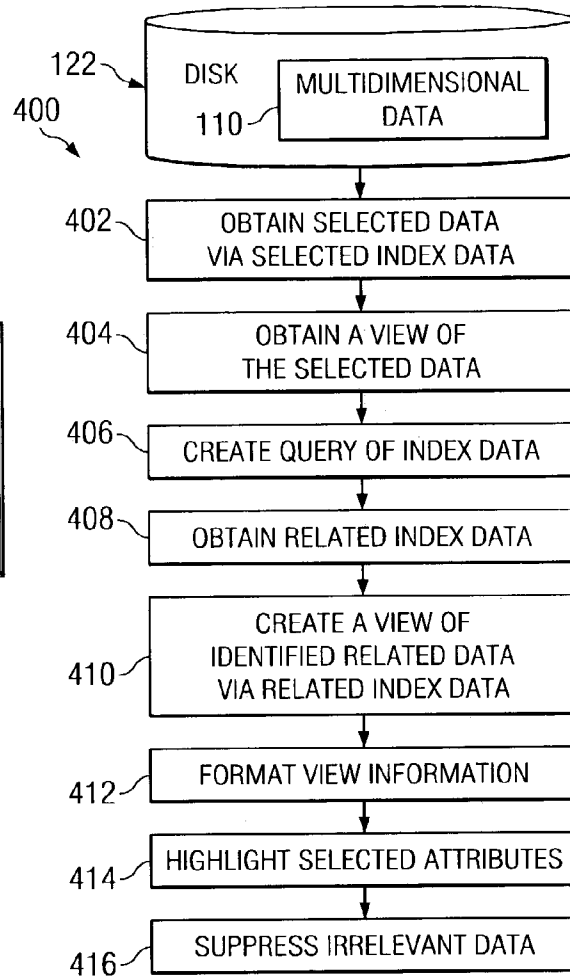 122
DISK
MULTIDIMENSIONAL
DATA
110
400
402
OBTAIN SELECTED DATA
VIA SELECTED INDEX DATA
404
OBTAIN A VIEW OF
THE SELECTED DATA
406
CREATE QUERY OF INDEX DATA
408
OBTAIN RELATED INDEX DATA
410
CREATE A VIEW OF
IDENTIFIED RELATED DATA
VIA RELATED INDEX DATA
412
FORMAT VIEW INFORMATION
414
HIGHLIGHT SELECTED ATTRIBUTES
416
SUPPRESS IRRELEVANT DATA